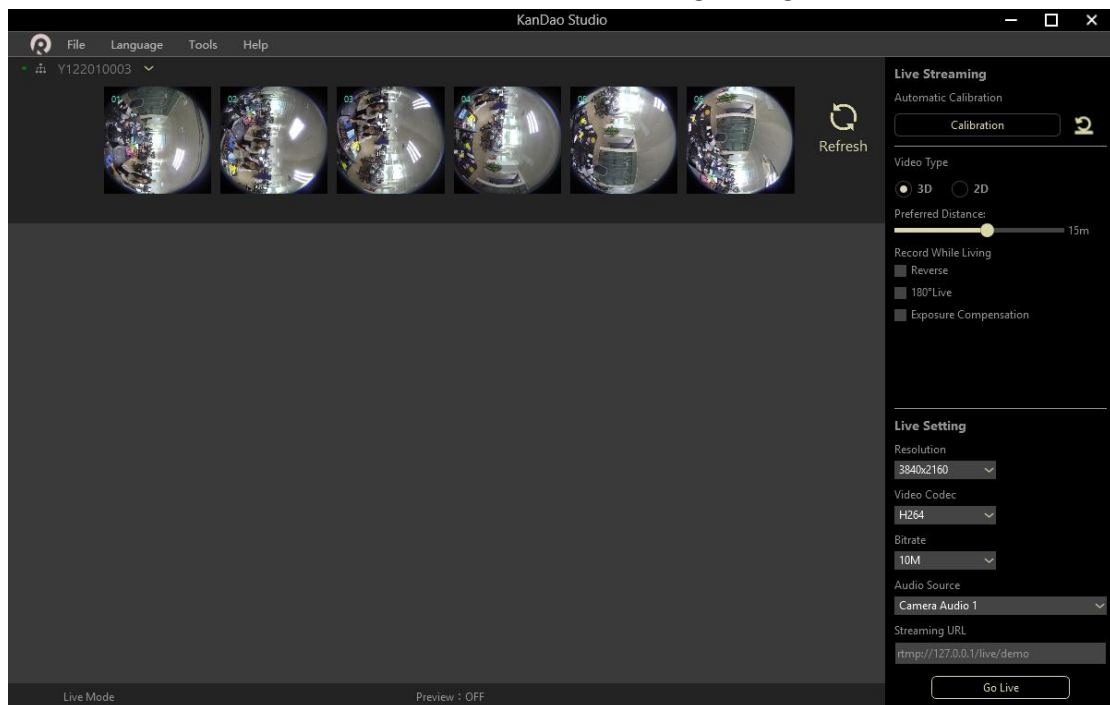 KanDao Studio
File Language Tools Help
Y122010003
01 02 03 04 05 06
Refresh
Live Streaming
Automatic Calibration
Calibration
Video Type
3D 2D
Preferred Distance:
15m
Record While Living
Reverse
180°Live
Exposure Compensation
Live Setting
Resolution
3840x2160
Video Codec
H264
Bitrate
10M
Audio Source
Camera Audio 1
Streaming URL
rtmp://127.0.0.1/live/demo
Go Live
Live Mode Preview : OFF